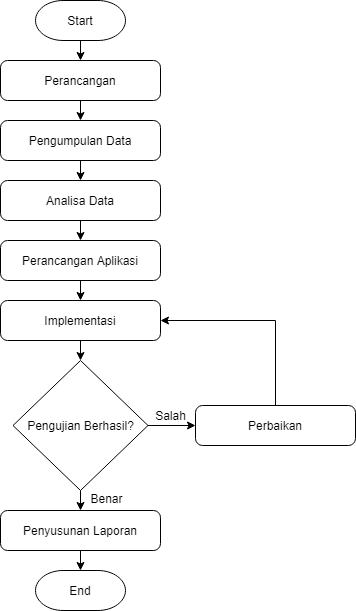 Start
Perancangan
Pengumpulan Data
Analisa Data
Perancangan Aplikasi
Implementasi
Pengujian Berhasil?
Salah
Perbaikan
Benar
Penyusunan Laporan
End